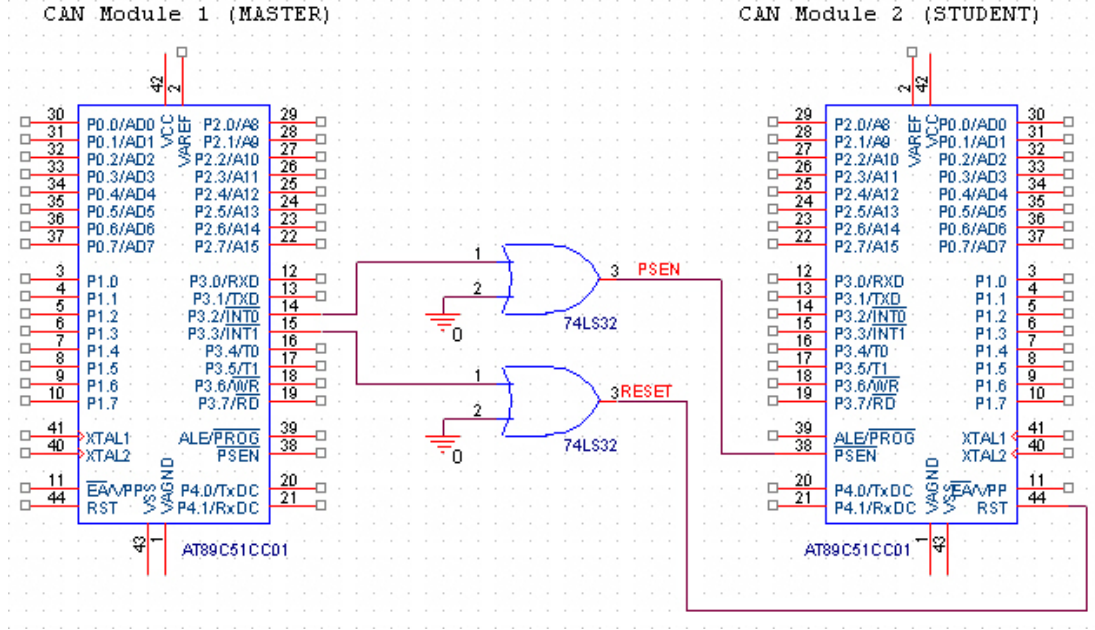 CAN Module 1 (MASTER)
CAN Module 2 (STUDENT)
42 2
VCC VAREF
30 P0.0/AD0 P2.0/A8 29
31 P0.1/AD1 P2.1/A9 28
32 P0.2/AD2 P2.2/A10 27
33 P0.3/AD3 P2.3/A11 26
34 P0.4/AD4 P2.4/A12 25
35 P0.5/AD5 P2.5/A13 24
36 P0.6/AD6 P2.6/A14 23
37 P0.7/AD7 P2.7/A15 22
3 P1.0 P3.0/RXD 12
4 P1.1 P3.1/TXD 13
5 P1.2 P3.2/INT0 14
6 P1.3 P3.3/INT1 15
7 P1.4 P3.4/T0 16
8 P1.5 P3.5/T1 17
9 P1.6 P3.6/WR 18
10 P1.7 P3.7/RD 19
41 XTAL1 ALE/PROG 39
40 XTAL2 PSEN 38
11 EA/VPP P4.0/TxDC 20
44 RST P4.1/RxDC 21
VSS VAGND
43 1
AT89C51CC01
1
2
3 PSEN
0
74LS32
1
2
3 RESET
0
74LS32
2 42
VAREF VCC
29 P2.0/A8 P0.0/AD0 30
28 P2.1/A9 P0.1/AD1 31
27 P2.2/A10 P0.2/AD2 32
26 P2.3/A11 P0.3/AD3 33
25 P2.4/A12 P0.4/AD4 34
24 P2.5/A13 P0.5/AD5 35
23 P2.6/A14 P0.6/AD6 36
22 P2.7/A15 P0.7/AD7 37
12 P3.0/RXD P1.0 3
13 P3.1/TXD P1.1 4
14 P3.2/INT0 P1.2 5
15 P3.3/INT1 P1.3 6
16 P3.4/T0 P1.4 7
17 P3.5/T1 P1.5 8
18 P3.6/WR P1.6 9
19 P3.7/RD P1.7 10
39 ALE/PROG XTAL1 41
38 PSEN XTAL2 40
20 P4.0/TxDC EA/VPP 11
21 P4.1/RxDC RST 44
VAGND VSS
1 43
AT89C51CC01